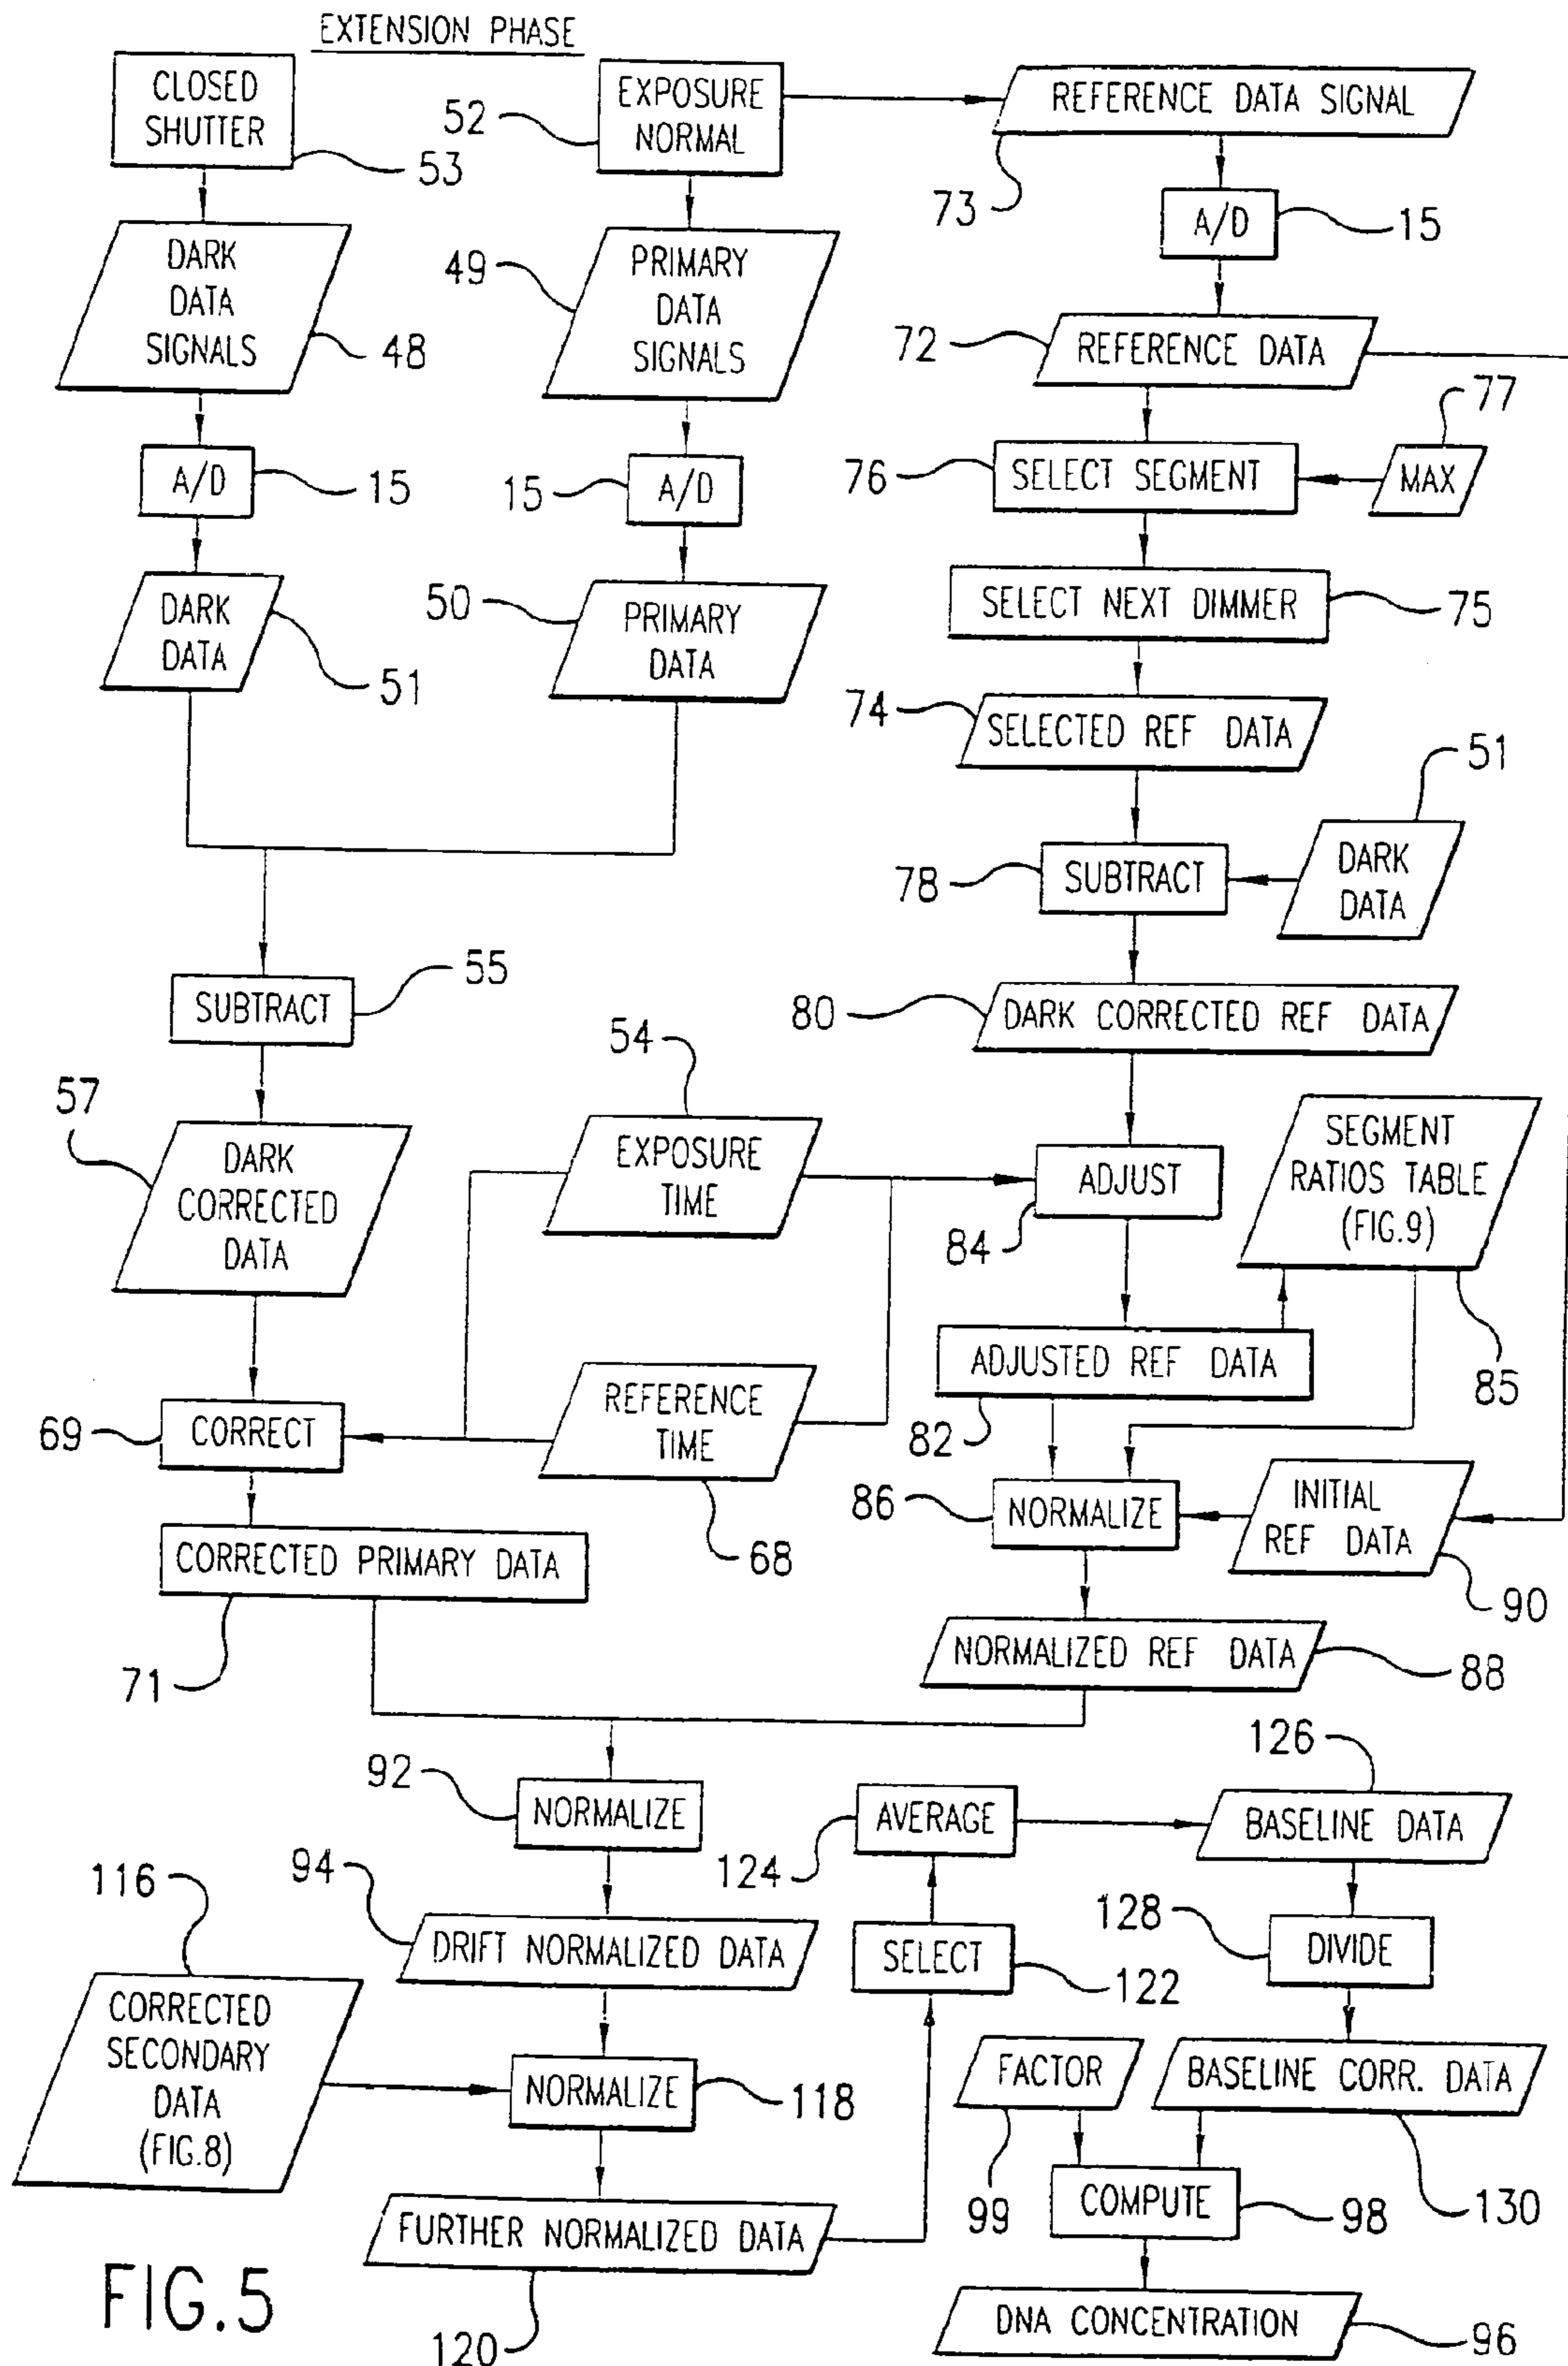 EXTENSION PHASE
CLOSED
SHUTTER
53
52
EXPOSURE
NORMAL
REFERENCE DATA SIGNAL
73
A/D
15
DARK
DATA
SIGNALS
48
49
PRIMARY
DATA
SIGNALS
72
REFERENCE DATA
77
MAX
76
SELECT SEGMENT
A/D
15
15
A/D
SELECT NEXT DIMMER
75
DARK
DATA
51
50
PRIMARY
DATA
74
SELECTED REF DATA
51
DARK
DATA
78
SUBTRACT
SUBTRACT
55
80
DARK CORRECTED REF DATA
54
EXPOSURE
TIME
57
DARK
CORRECTED
DATA
ADJUST
84
SEGMENT
RATIOS TABLE
(FIG.9)
85
ADJUSTED REF DATA
82
REFERENCE
TIME
68
69
CORRECT
86
NORMALIZE
INITIAL
REF DATA
90
CORRECTED PRIMARY DATA
71
NORMALIZED REF DATA
88
92
NORMALIZE
124
AVERAGE
126
BASELINE DATA
94
DRIFT NORMALIZED DATA
SELECT
122
128
DIVIDE
116
CORRECTED
SECONDARY
DATA
(FIG.8)
NORMALIZE
118
FACTOR
99
BASELINE CORR. DATA
130
COMPUTE
98
FURTHER NORMALIZED DATA
120
DNA CONCENTRATION
96
FIG.5